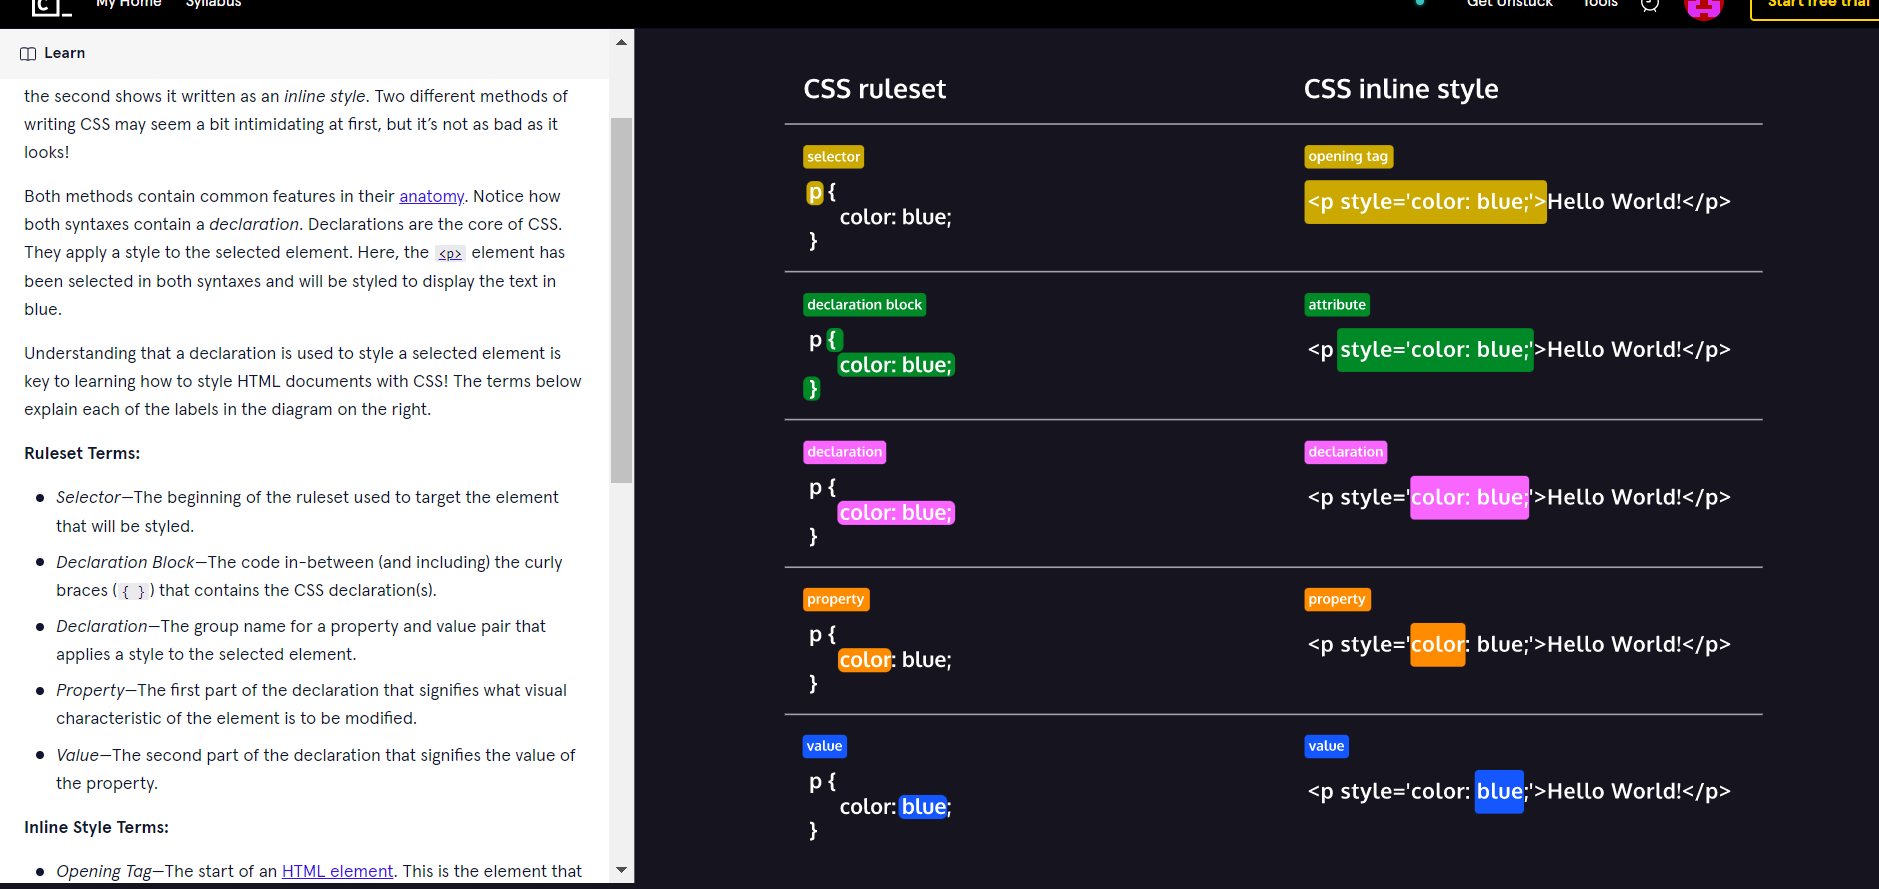 My Home Syllabus Get Unstuck Tools Start free trial
Learn
the second shows it written as an inline style. Two different methods of
writing CSS may seem a bit intimidating at first, but it’s not as bad as it
looks!
Both methods contain common features in their anatomy. Notice how
both syntaxes contain a declaration. Declarations are the core of CSS.
They apply a style to the selected element. Here, the <p> element has
been selected in both syntaxes and will be styled to display the text in
blue.
Understanding that a declaration is used to style a selected element is
key to learning how to style HTML documents with CSS! The terms below
explain each of the labels in the diagram on the right.
Ruleset Terms:
Selector—The beginning of the ruleset used to target the element
that will be styled.
Declaration Block—The code in-between (and including) the curly
braces ( { } ) that contains the CSS declaration(s).
Declaration—The group name for a property and value pair that
applies a style to the selected element.
Property—The first part of the declaration that signifies what visual
characteristic of the element is to be modified.
Value—The second part of the declaration that signifies the value of
the property.
Inline Style Terms:
Opening Tag—The start of an HTML element. This is the element that
CSS ruleset
selector
p {
color: blue;
}
declaration block
p {
color: blue;
}
declaration
p {
color: blue;
}
property
p {
color: blue;
}
value
p {
color: blue;
}
CSS inline style
opening tag
<p style='color: blue;'>Hello World!</p>
attribute
<p style='color: blue;'>Hello World!</p>
declaration
<p style='color: blue;'>Hello World!</p>
property
<p style='color: blue;'>Hello World!</p>
value
<p style='color: blue;'>Hello World!</p>